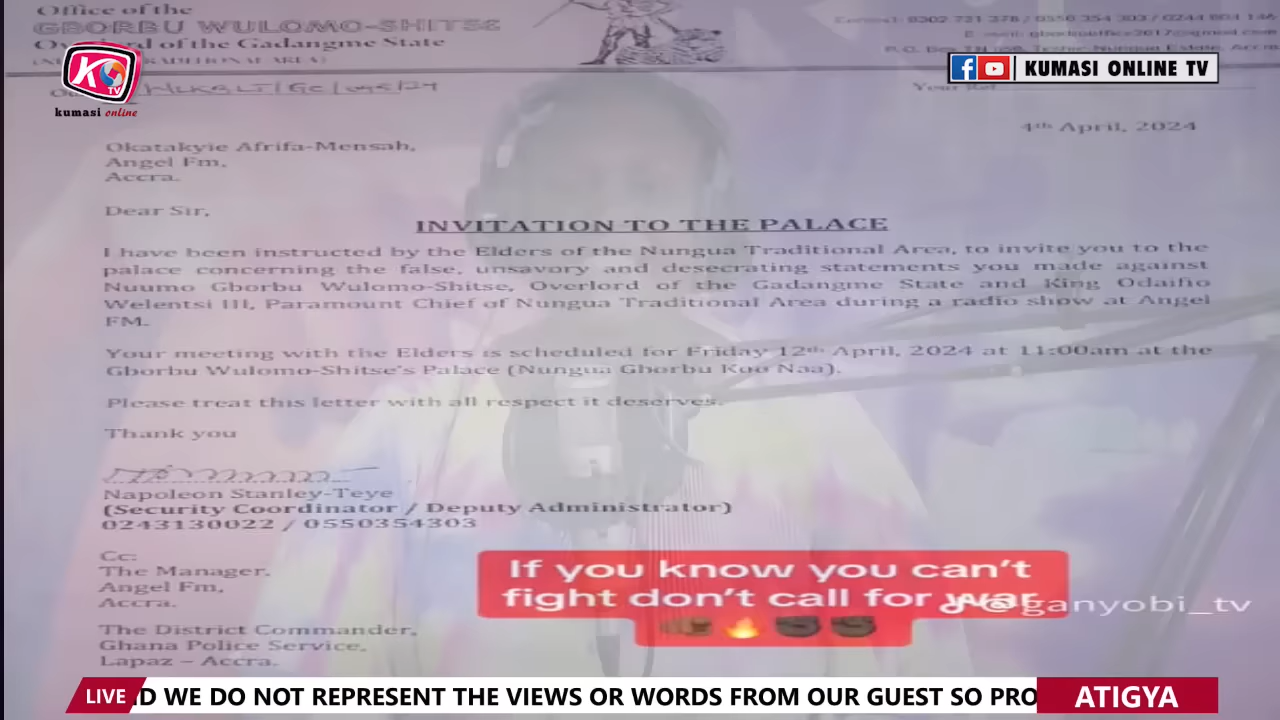 Office of the
GBORBU WULOMO-SHITSE
Overlord of the Gadangme State
TRADITIONAL AREA)
P.O. Box
KUMASI ONLINE TV
K TV
kumasi online
Your Ref
4th April, 2024
Okatakyie Afrifa-Mensah,
Angel Fm,
Accra.
Dear Sir,
INVITATION TO THE PALACE
I have been instructed by the Elders of the Nungua Traditional Area, to invite you to the
palace concerning the false, unsavory and desecrating statements you made against
Nuumo Gborbu Wulomo-Shitse, Overlord of the Gadangme State and King Odaifio
Welentsi III, Paramount Chief of Nungua Traditional Area during a radio show at Angel
FM.
Your meeting with the Elders is scheduled for Friday 12th April, 2024 at 11:00am at the
Gborbu Wulomo-Shitse's Palace (Nungua Gborbu Koo Naa).
Please treat this letter with all respect it deserves.
Thank you
Napoleon Stanley-Teye
(Security Coordinator / Deputy Administrator)
0243130022 / 0550354303
Cc:
The Manager,
Angel Fm,
Accra.
The District Commander,
Ghana Police Service,
Lapaz – Accra.
If you know you can't
fight don't call for war
@ganyobi_tv
LIVE
D WE DO NOT REPRESENT THE VIEWS OR WORDS FROM OUR GUEST SO PRO
ATIGYA